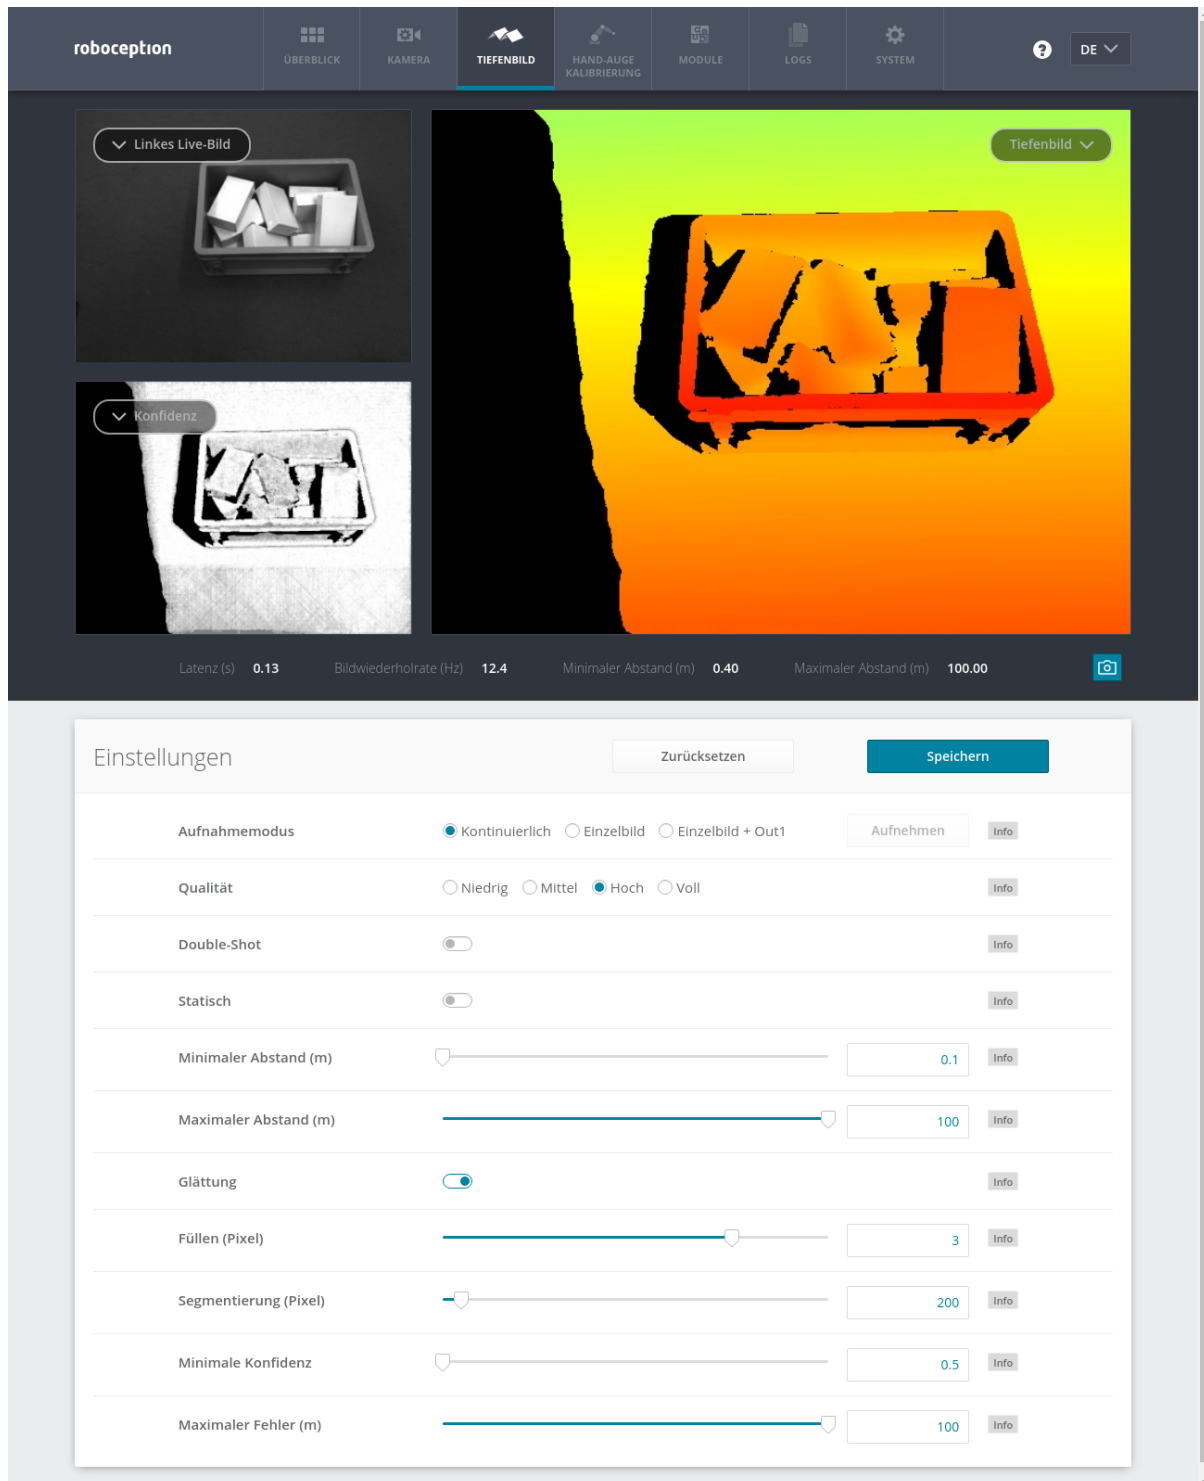 roboception
ÜBERBLICK
KAMERA
TIEFENBILD
HAND-AUGE
KALIBRIERUNG
MODULE
LOGS
SYSTEM
?
DE
Linkes Live-Bild
Tiefenbild
Konfidenz
Latenz (s) 0.13 Bildwiederholrate (Hz) 12.4 Minimaler Abstand (m) 0.40 Maximaler Abstand (m) 100.00
Einstellungen Zurücksetzen Speichern
Aufnahmemodus Kontinuierlich Einzelbild Einzelbild + Out1 Aufnehmen Info
Qualität Niedrig Mittel Hoch Voll Info
Double-Shot Info
Statisch Info
Minimaler Abstand (m) 0.1 Info
Maximaler Abstand (m) 100 Info
Glättung Info
Füllen (Pixel) 3 Info
Segmentierung (Pixel) 200 Info
Minimale Konfidenz 0.5 Info
Maximaler Fehler (m) 100 Info